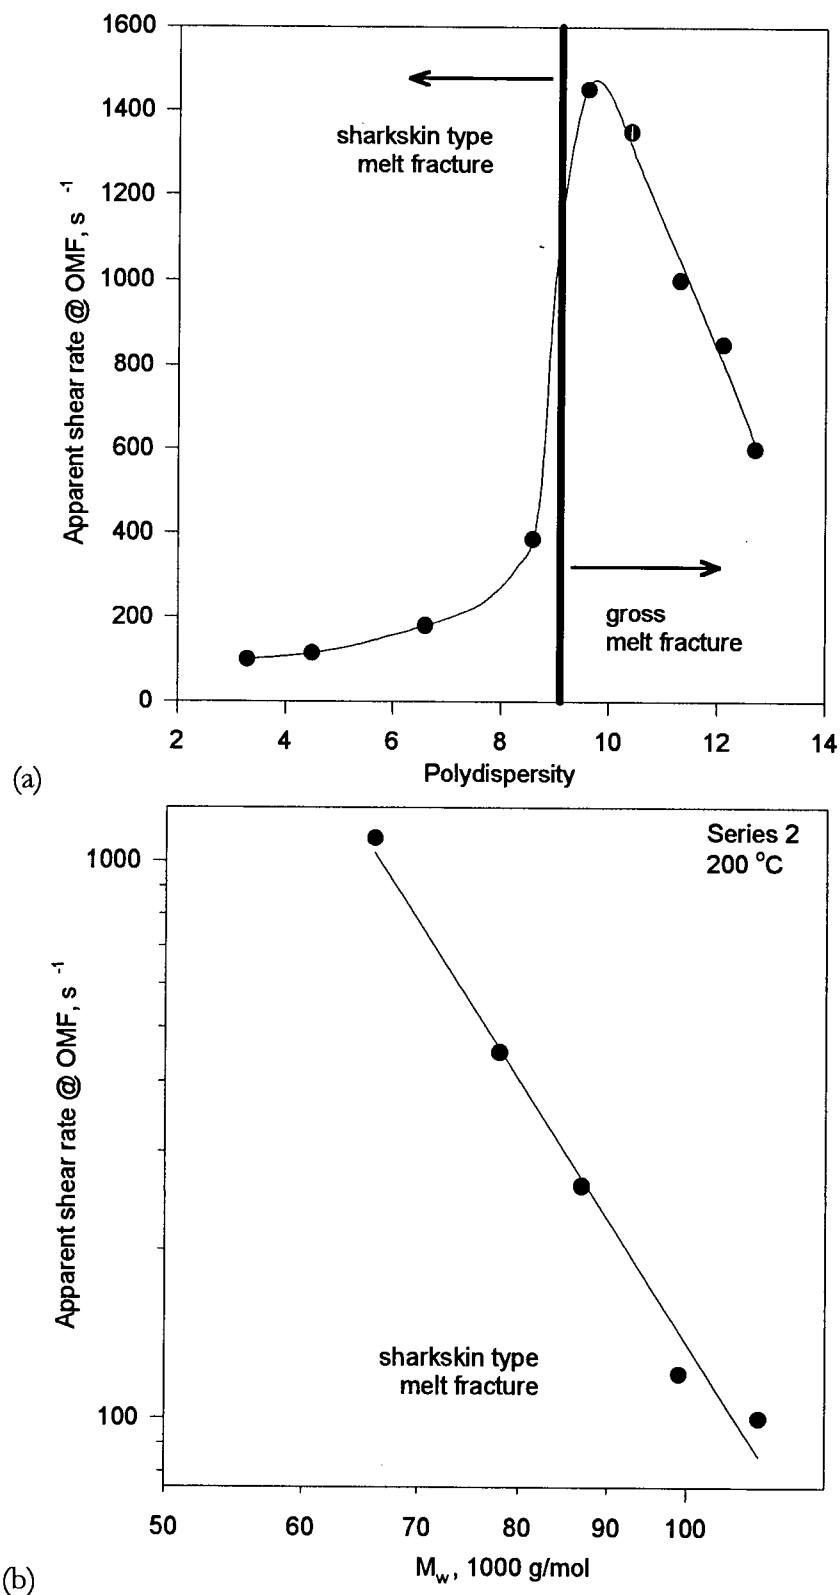 1600
1400
1200
1000
800
600
400
200
0
Apparent shear rate @ OMF, s -1
sharkskin type
melt fracture
gross
melt fracture
2 4 6 8 10 12 14
Polydispersity
(a)
Series 2
200 °C
1000
100
Apparent shear rate @ OMF, s -1
sharkskin type
melt fracture
50 60 70 80 90 100
Mw, 1000 g/mol
(b)